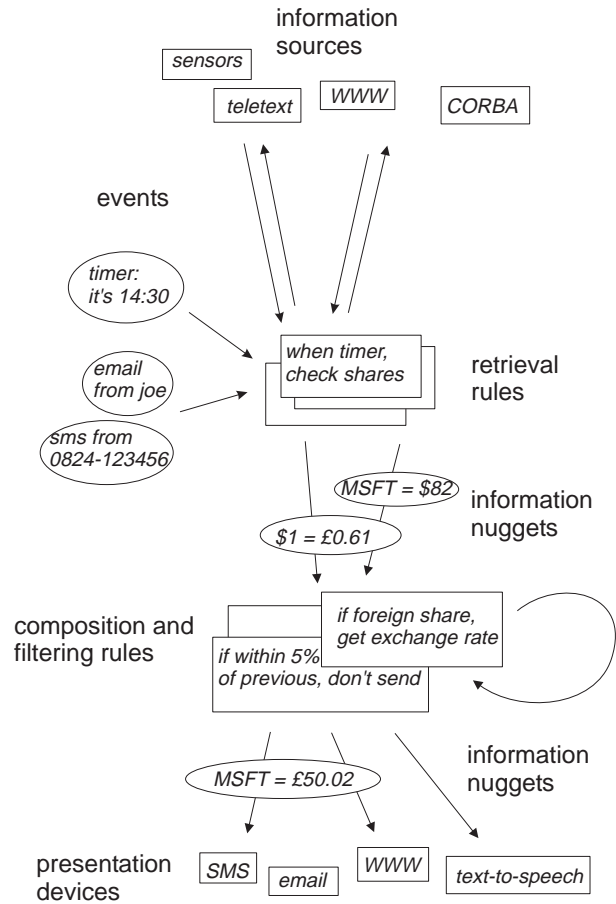 information
sources
sensors
teletext
WWW
CORBA
events
timer:
it's 14:30
email
from joe
sms from
0824-123456
when timer,
check shares
retrieval
rules
MSFT = $82
$1 = £0.61
information
nuggets
composition and
filtering rules
if foreign share,
get exchange rate
if within 5%
of previous, don't send
MSFT = £50.02
information
nuggets
presentation
devices
SMS
email
WWW
text-to-speech